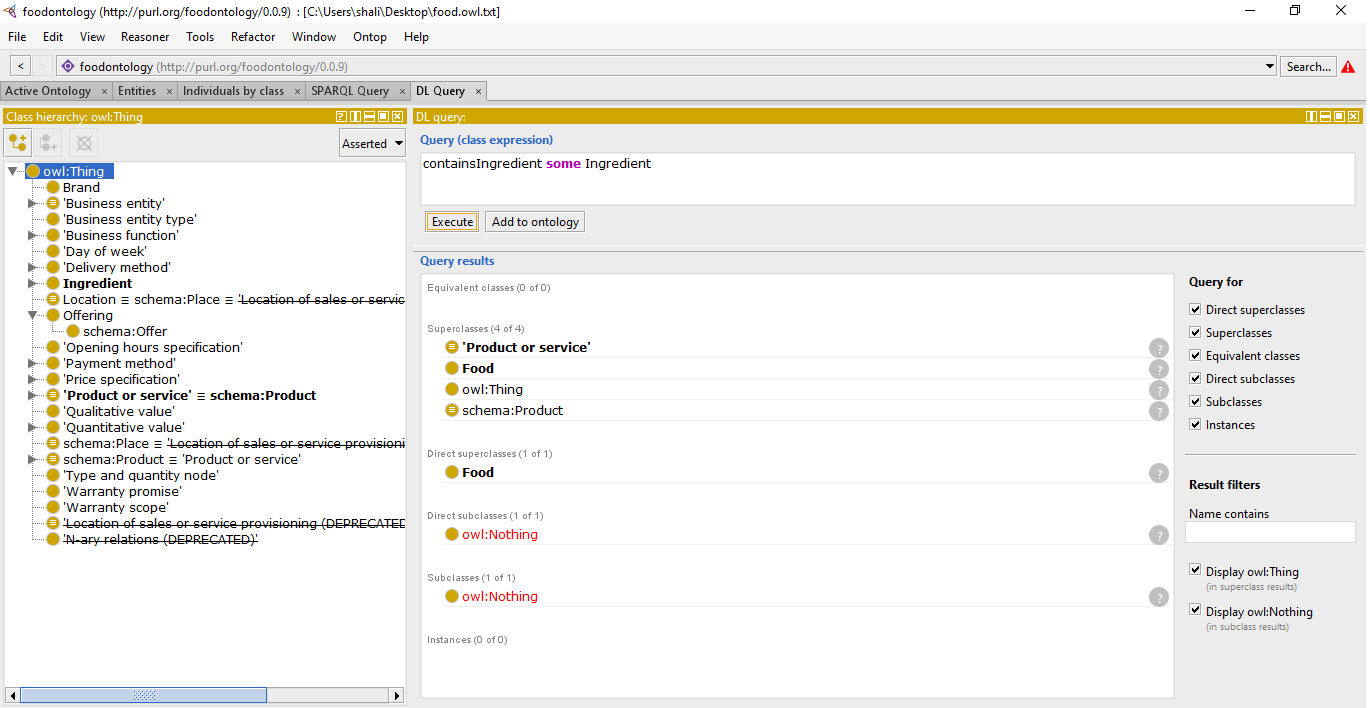 foodontology (http://purl.org/foodontology/0.0.9) : [C:\Users\shali\Desktop\food.owl.txt]
File Edit View Reasoner Tools Refactor Window Ontop Help
< > foodontology (http://purl.org/foodontology/0.0.9) Search...
Active Ontology × Entities × Individuals by class × SPARQL Query × DL Query ×
Class hierarchy: owl:Thing
Asserted
owl:Thing
Brand
'Business entity'
'Business entity type'
'Business function'
'Day of week'
'Delivery method'
Ingredient
Location ≡ schema:Place ≡ 'Location of sales or servic
Offering
schema:Offer
'Opening hours specification'
'Payment method'
'Price specification'
'Product or service' ≡ schema:Product
'Qualitative value'
'Quantitative value'
schema:Place ≡ 'Location of sales or service provisioni
schema:Product ≡ 'Product or service'
'Type and quantity node'
'Warranty promise'
'Warranty scope'
'Location of sales or service provisioning (DEPRECATED
'N-ary relations (DEPRECATED)'
DL query:
Query (class expression)
containsIngredient some Ingredient
Execute Add to ontology
Query results
Equivalent classes (0 of 0)
Superclasses (4 of 4)
'Product or service' ?
Food ?
owl:Thing ?
schema:Product ?
Direct superclasses (1 of 1)
Food ?
Direct subclasses (1 of 1)
owl:Nothing ?
Subclasses (1 of 1)
owl:Nothing ?
Instances (0 of 0)
Query for
Direct superclasses
Superclasses
Equivalent classes
Direct subclasses
Subclasses
Instances
Result filters
Name contains
Display owl:Thing
(in superclass results)
Display owl:Nothing
(in subclass results)